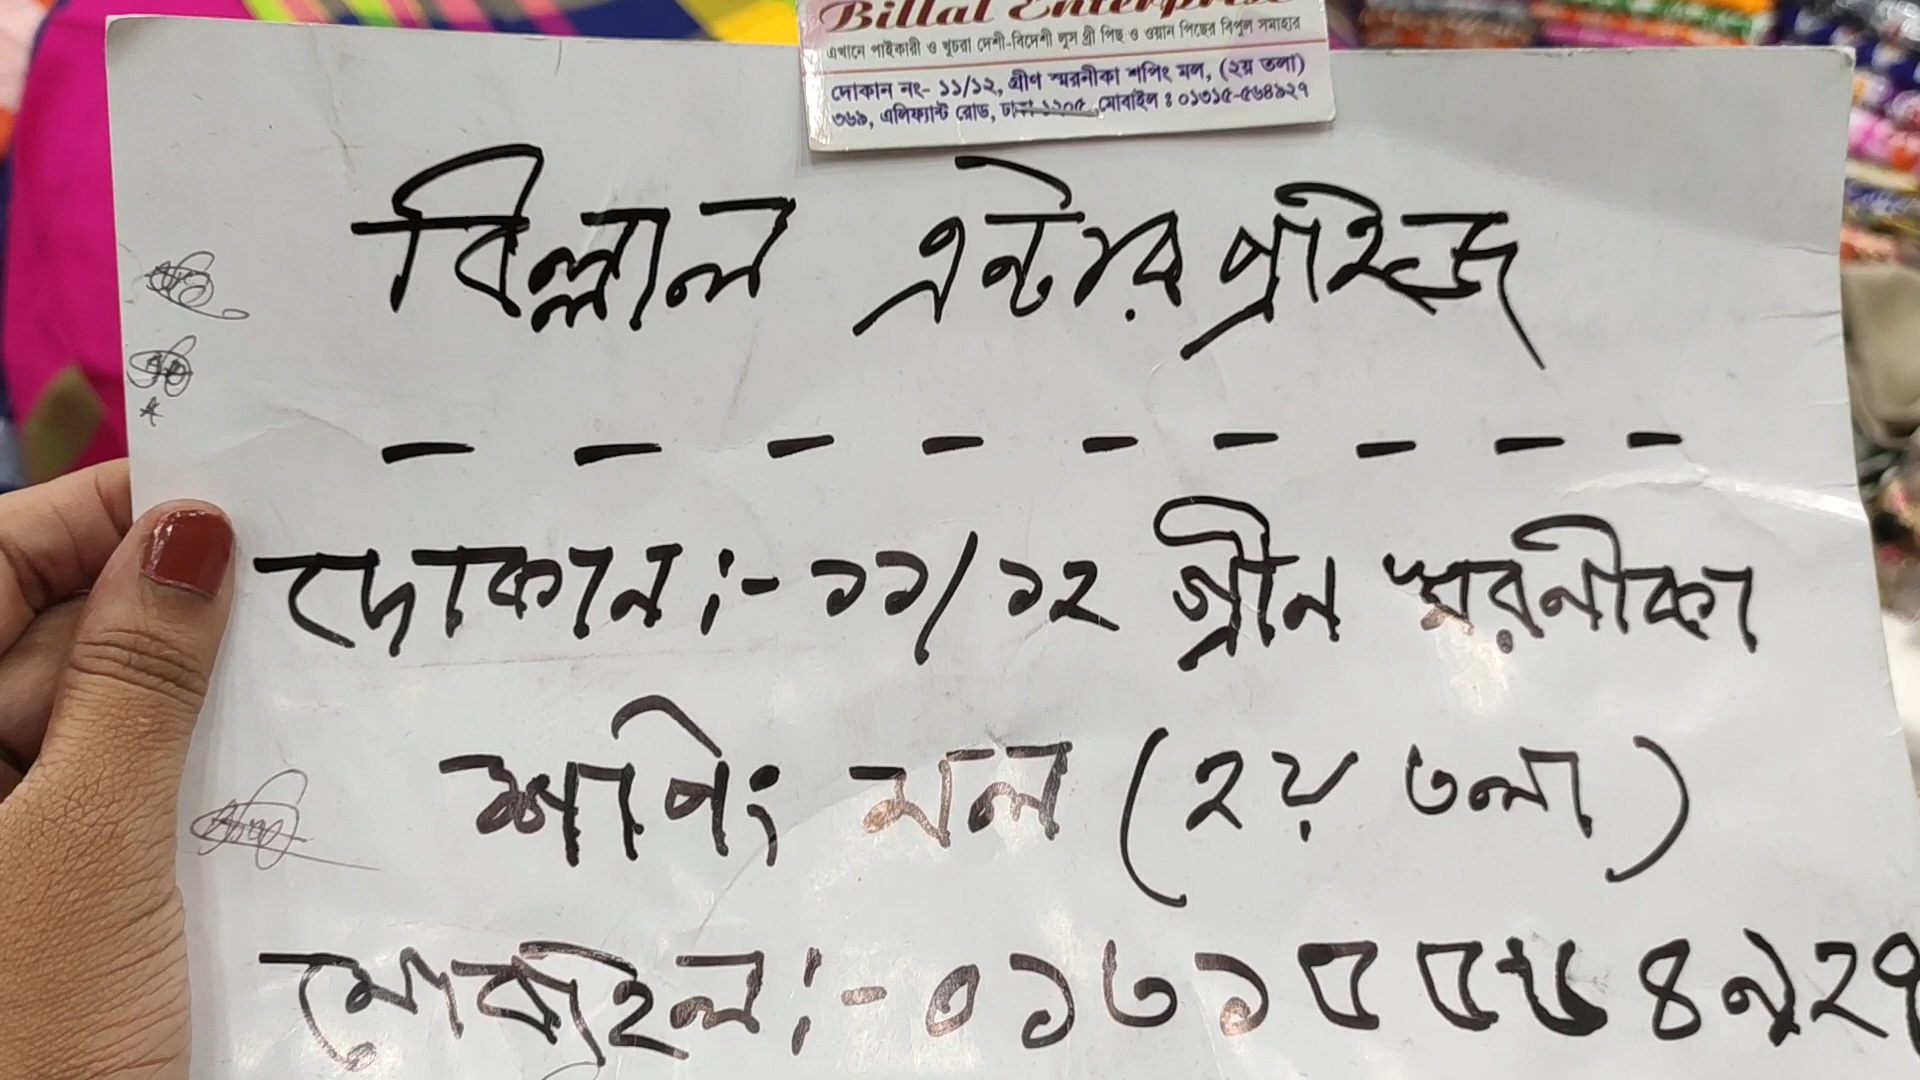 Billal Enterprise
এখানে পাইকারী ও খুচরা দেশী-বিদেশী লুস থ্রী পিছ ও ওয়ান পিছের বিপুল সমাহার
দোকান নং- ১১/১২, গ্রীণ স্মরনীকা শপিং মল, (২য় তলা)
৩৬৯, এলিফ্যান্ট রোড, ঢাকা ১২০৫, মোবাইল ঃ ০১৩১৫-৫৬৪৯২৭
বিল্লাল এন্টার প্রাইজ
দোকান :- ১১/১২ গ্রীন স্মরনীকা
শপিং মল (২য় তলা)
মোবাইল :- ০১৩১৫৫৬৪৯২৭